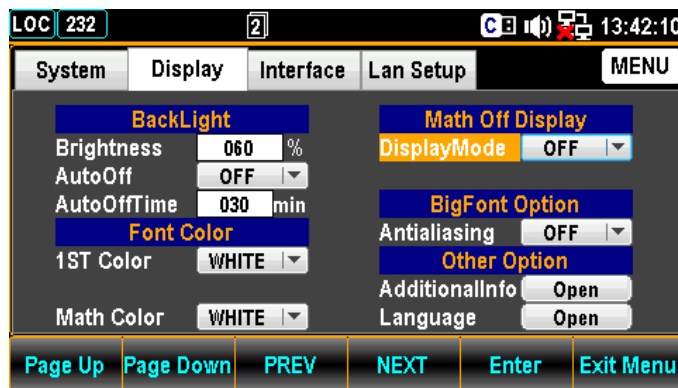 LOC 232 2 C 13:42:10
System Display Interface Lan Setup MENU
BackLight
Brightness 060 %
AutoOff OFF
AutoOffTime 030 min
Font Color
1ST Color WHITE
Math Color WHITE
Math Off Display
DisplayMode OFF
BigFont Option
Antialiasing OFF
Other Option
AdditionalInfo Open
Language Open
Page Up Page Down PREV NEXT Enter Exit Menu